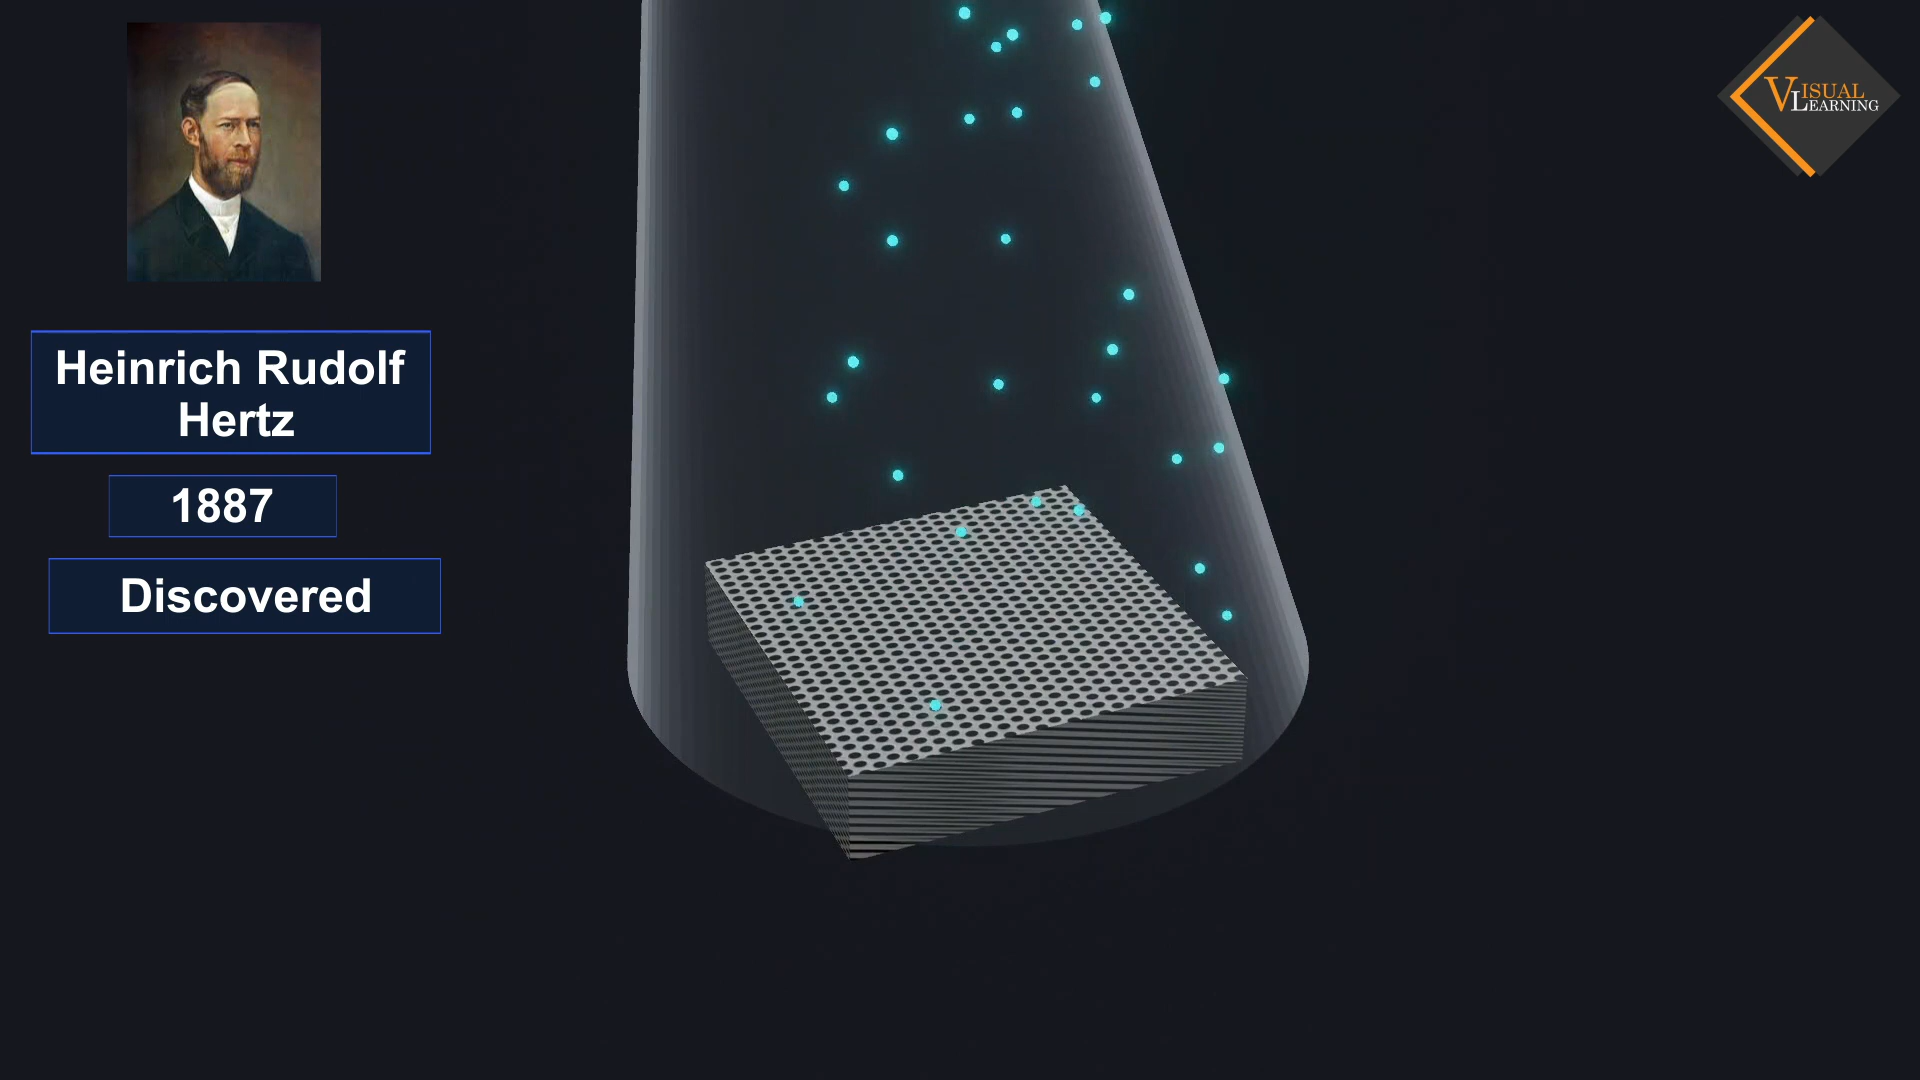 Heinrich Rudolf
Hertz
1887
Discovered
VISUAL
LEARNING